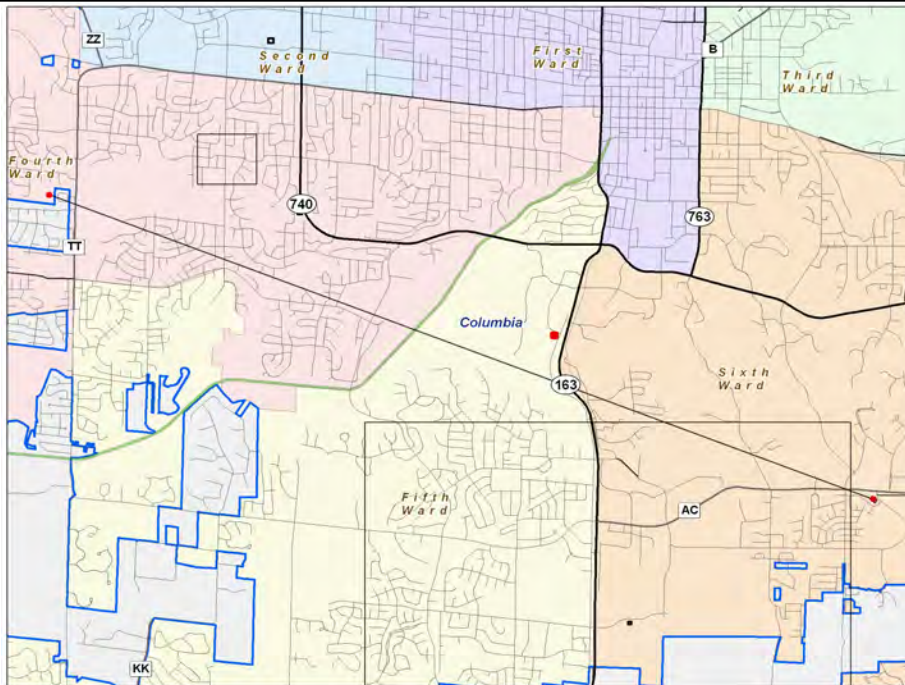 ZZ
Second
Ward
First
Ward
B
Third
Ward
Fourth
Ward
740
763
TT
Columbia
163
Sixth
Ward
Fifth
Ward
AC
KK